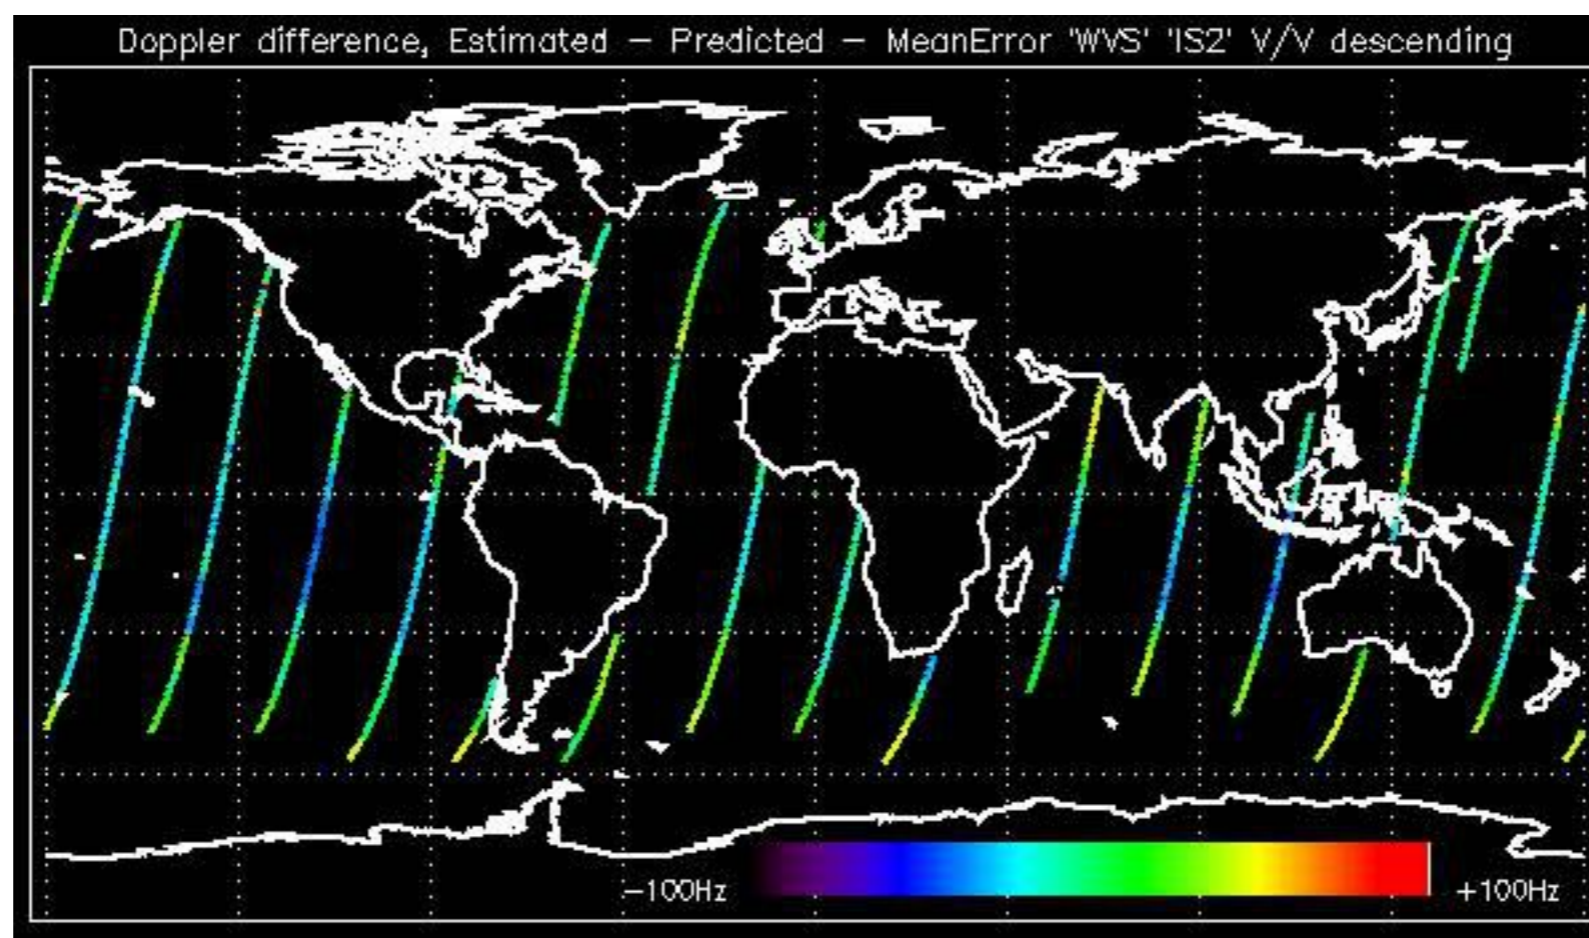 Doppler difference, Estimated – Predicted – MeanError 'WVS' 'IS2' V/V descending
–100Hz
+100Hz